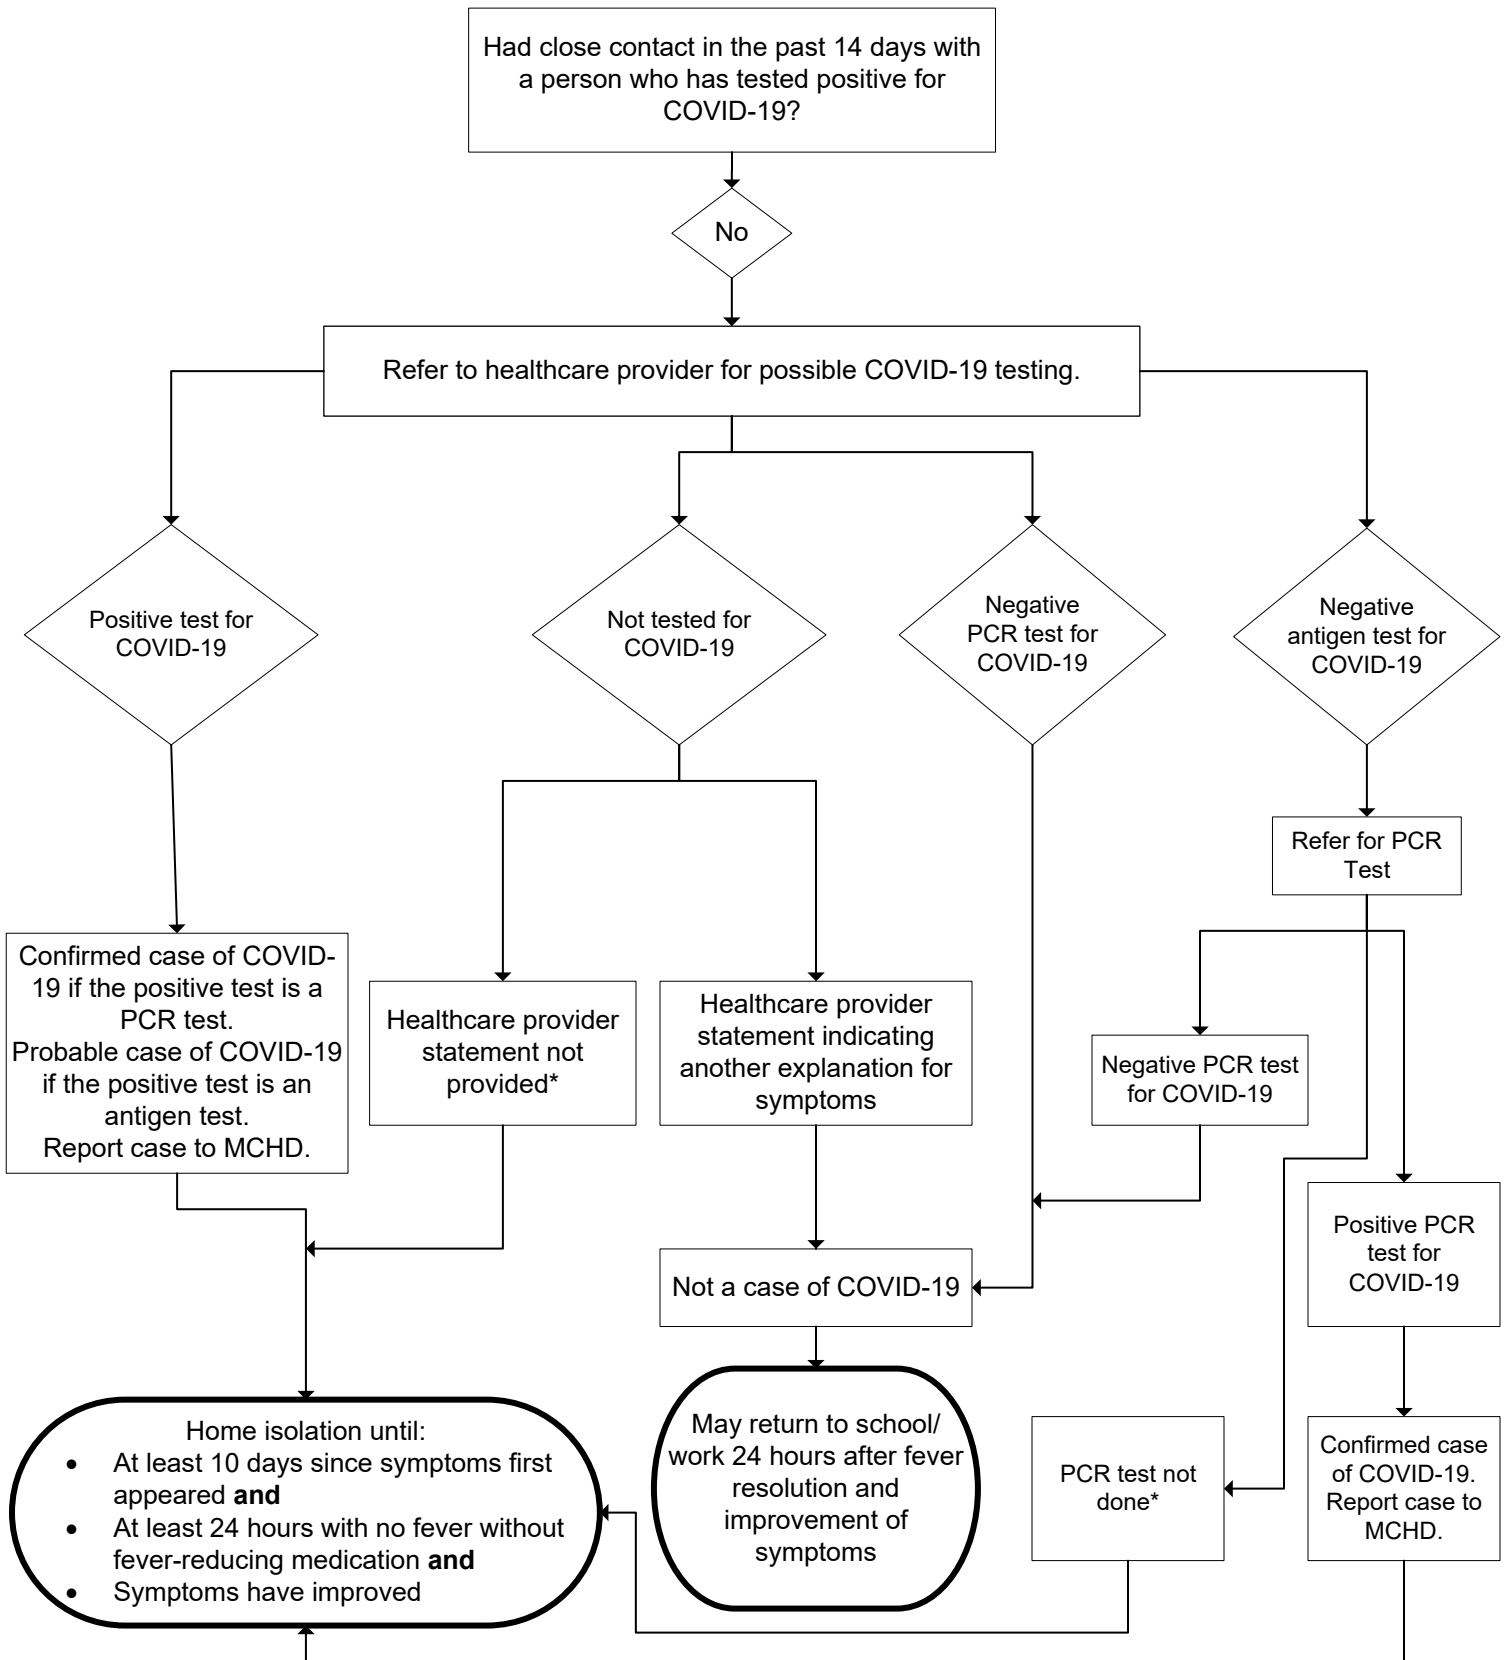 Had close contact in the past 14 days with
a person who has tested positive for
COVID-19?
No
Refer to healthcare provider for possible COVID-19 testing.
Positive test for
COVID-19
Not tested for
COVID-19
Negative
PCR test for
COVID-19
Negative
antigen test for
COVID-19
Refer for PCR
Test
Confirmed case of COVID-
19 if the positive test is a
PCR test.
Probable case of COVID-19
if the positive test is an
antigen test.
Report case to MCHD.
Healthcare provider
statement not
provided*
Healthcare provider
statement indicating
another explanation for
symptoms
Negative PCR test
for COVID-19
Positive PCR
test for
COVID-19
Not a case of COVID-19
Home isolation until:
• At least 10 days since symptoms first
appeared and
• At least 24 hours with no fever without
fever-reducing medication and
• Symptoms have improved
May return to school/
work 24 hours after fever
resolution and
improvement of
symptoms
PCR test not
done*
Confirmed case
of COVID-19.
Report case to
MCHD.